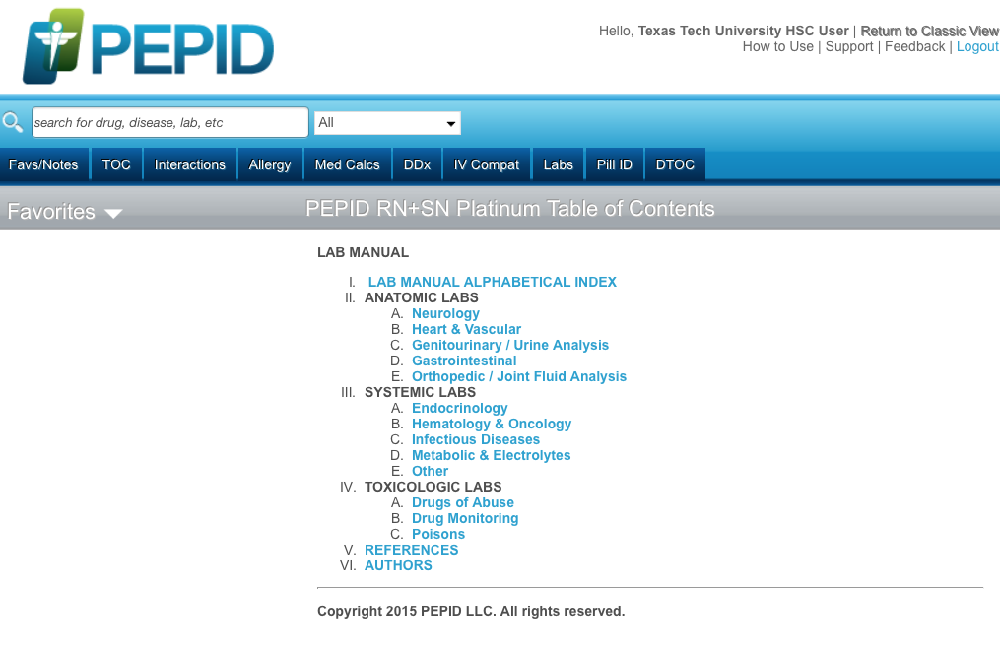 PEPID
Hello, Texas Tech University HSC User | Return to Classic View
How to Use | Support | Feedback | Logout
search for drug, disease, lab, etc
All
Favs/Notes TOC Interactions Allergy Med Calcs DDx IV Compat Labs Pill ID DTOC
Favorites
PEPID RN+SN Platinum Table of Contents
LAB MANUAL
I. LAB MANUAL ALPHABETICAL INDEX
II. ANATOMIC LABS
A. Neurology
B. Heart & Vascular
C. Genitourinary / Urine Analysis
D. Gastrointestinal
E. Orthopedic / Joint Fluid Analysis
III. SYSTEMIC LABS
A. Endocrinology
B. Hematology & Oncology
C. Infectious Diseases
D. Metabolic & Electrolytes
E. Other
IV. TOXICOLOGIC LABS
A. Drugs of Abuse
B. Drug Monitoring
C. Poisons
V. REFERENCES
VI. AUTHORS
Copyright 2015 PEPID LLC. All rights reserved.